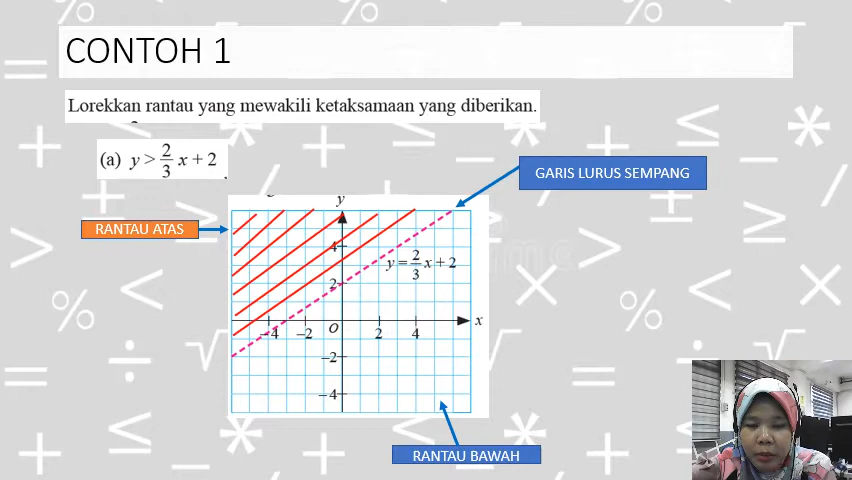 CONTOH 1
Lorekkan rantau yang mewakili ketaksamaan yang diberikan.
(a) y > 2/3 x + 2
GARIS LURUS SEMPANG
RANTAU ATAS
y
4
y = 2/3 x + 2
2
-4 -2 O 2 4 x
-2
-4
RANTAU BAWAH